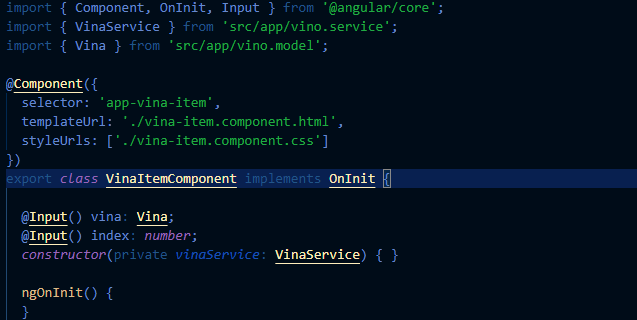 import { Component, OnInit, Input } from '@angular/core';
import { VinaService } from 'src/app/vino.service';
import { Vina } from 'src/app/vino.model';
@Component({
selector: 'app-vina-item',
templateUrl: './vina-item.component.html',
styleUrls: ['./vina-item.component.css']
})
export class VinaItemComponent implements OnInit {
@Input() vina: Vina;
@Input() index: number;
constructor(private vinaService: VinaService) { }
ngOnInit() {
}